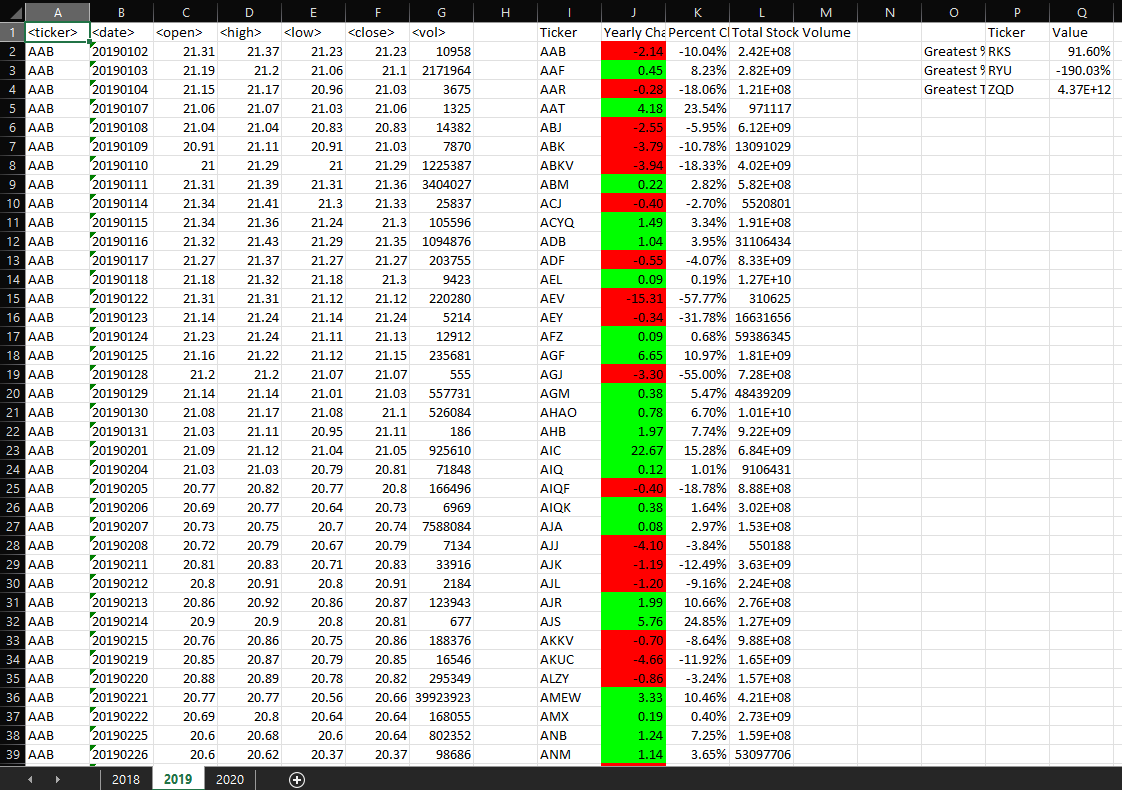 A B C D E F G H I J K L M N O P Q
1 <ticker> <date> <open> <high> <low> <close> <vol> Ticker Yearly Cha Percent Cl Total Stock Volume Ticker Value
2 AAB 20190102 21.31 21.37 21.23 21.23 10958 AAB -2.14 -10.04% 2.42E+08 Greatest % RKS 91.60%
3 AAB 20190103 21.19 21.2 21.06 21.1 2171964 AAF 0.45 8.23% 2.82E+09 Greatest % RYU -190.03%
4 AAB 20190104 21.15 21.17 20.96 21.03 3675 AAR -0.28 -18.06% 1.21E+08 Greatest T ZQD 4.37E+12
5 AAB 20190107 21.06 21.07 21.03 21.06 1325 AAT 4.18 23.54% 971117
6 AAB 20190108 21.04 21.04 20.83 20.83 14382 ABJ -2.55 -5.95% 6.12E+09
7 AAB 20190109 20.91 21.11 20.91 21.03 7870 ABK -3.79 -10.78% 13091029
8 AAB 20190110 21 21.29 21 21.29 1225387 ABKV -3.94 -18.33% 4.02E+09
9 AAB 20190111 21.31 21.39 21.31 21.36 3404027 ABM 0.22 2.82% 5.82E+08
10 AAB 20190114 21.34 21.41 21.3 21.33 25837 ACJ -0.40 -2.70% 5520801
11 AAB 20190115 21.34 21.36 21.24 21.3 105596 ACYQ 1.49 3.34% 1.91E+08
12 AAB 20190116 21.32 21.43 21.29 21.35 1094876 ADB 1.04 3.95% 31106434
13 AAB 20190117 21.27 21.37 21.27 21.27 203755 ADF -0.55 -4.07% 8.33E+09
14 AAB 20190118 21.18 21.32 21.18 21.3 9423 AEL 0.09 0.19% 1.27E+10
15 AAB 20190122 21.31 21.31 21.12 21.12 220280 AEV -15.31 -57.77% 310625
16 AAB 20190123 21.14 21.24 21.14 21.24 5214 AEY -0.34 -31.78% 16631656
17 AAB 20190124 21.23 21.24 21.11 21.13 12912 AFZ 0.09 0.68% 59386345
18 AAB 20190125 21.16 21.22 21.12 21.15 235681 AGF 6.65 10.97% 1.81E+09
19 AAB 20190128 21.2 21.2 21.07 21.07 555 AGJ -3.30 -55.00% 7.28E+08
20 AAB 20190129 21.14 21.14 21.01 21.03 557731 AGM 0.38 5.47% 48439209
21 AAB 20190130 21.08 21.17 21.08 21.1 526084 AHAO 0.78 6.70% 1.01E+10
22 AAB 20190131 21.03 21.11 20.95 21.11 186 AHB 1.97 7.74% 9.22E+09
23 AAB 20190201 21.09 21.12 21.04 21.05 925610 AIC 22.67 15.28% 6.84E+09
24 AAB 20190204 21.03 21.03 20.79 20.81 71848 AIQ 0.12 1.01% 9106431
25 AAB 20190205 20.77 20.82 20.77 20.8 166496 AIQF -0.40 -18.78% 8.88E+08
26 AAB 20190206 20.69 20.77 20.64 20.73 6969 AIQK 0.38 1.64% 3.02E+08
27 AAB 20190207 20.73 20.75 20.7 20.74 7588084 AJA 0.08 2.97% 1.53E+08
28 AAB 20190208 20.72 20.79 20.67 20.79 7134 AJJ -4.10 -3.84% 550188
29 AAB 20190211 20.81 20.83 20.71 20.83 33916 AJK -1.19 -12.49% 3.63E+09
30 AAB 20190212 20.8 20.91 20.8 20.91 2184 AJL -1.20 -9.16% 2.24E+08
31 AAB 20190213 20.86 20.92 20.86 20.87 123943 AJR 1.99 10.66% 2.76E+08
32 AAB 20190214 20.9 20.9 20.8 20.81 677 AJS 5.76 24.85% 1.27E+09
33 AAB 20190215 20.76 20.86 20.75 20.86 188376 AKKV -0.70 -8.64% 9.88E+08
34 AAB 20190219 20.85 20.87 20.79 20.85 16546 AKUC -4.66 -11.92% 1.65E+09
35 AAB 20190220 20.88 20.89 20.78 20.82 295349 ALZY -0.86 -3.24% 1.57E+08
36 AAB 20190221 20.77 20.77 20.56 20.66 39923923 AMEW 3.33 10.46% 4.21E+08
37 AAB 20190222 20.69 20.8 20.64 20.64 168055 AMX 0.19 0.40% 2.73E+09
38 AAB 20190225 20.6 20.68 20.6 20.64 802352 ANB 1.24 7.25% 1.59E+08
39 AAB 20190226 20.6 20.62 20.37 20.37 98686 ANM 1.14 3.65% 53097706
2018 2019 2020